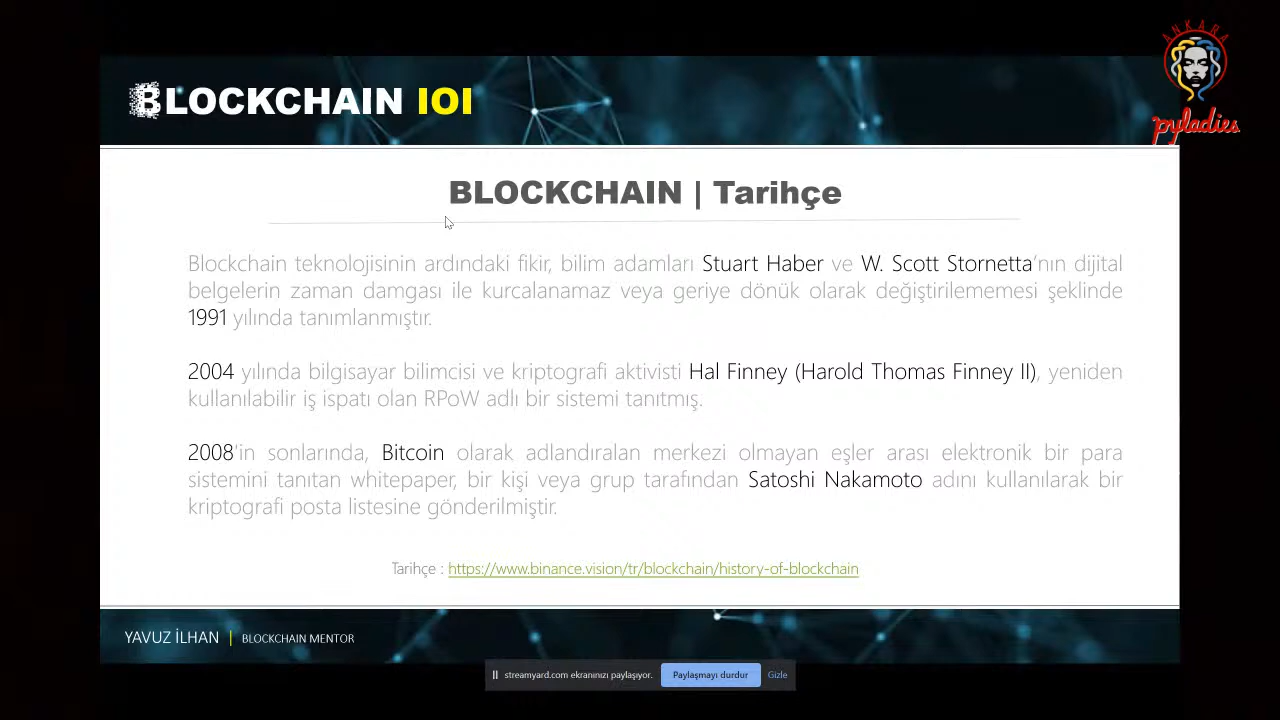 ANKARA
pyladies
BLOCKCHAIN IOI
BLOCKCHAIN | Tarihçe
Blockchain teknolojisinin ardındaki fikir, bilim adamları Stuart Haber ve W. Scott Stornetta'nın dijital
belgelerin zaman damgası ile kurcalanamaz veya geriye dönük olarak değiştirilememesi şeklinde
1991 yılında tanımlanmıştır.
2004 yılında bilgisayar bilimcisi ve kriptografi aktivisti Hal Finney (Harold Thomas Finney II), yeniden
kullanılabilir iş ispatı olan RPoW adlı bir sistemi tanıtmış.
2008'in sonlarında, Bitcoin olarak adlandıralan merkezi olmayan eşler arası elektronik bir para
sistemini tanıtan whitepaper, bir kişi veya grup tarafından Satoshi Nakamoto adını kullanılarak bir
kriptografi posta listesine gönderilmiştir.
Tarihçe : https://www.binance.vision/tr/blockchain/history-of-blockchain
YAVUZ İLHAN | BLOCKCHAIN MENTOR
streamyard.com ekranınızı paylaşıyor. Paylaşmayı durdur Gizle